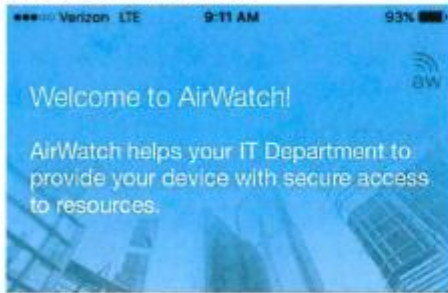 Verizon LTE 9:11 AM 93%
aw
Welcome to AirWatch!
AirWatch helps your IT Department to
provide your device with secure access
to resources.